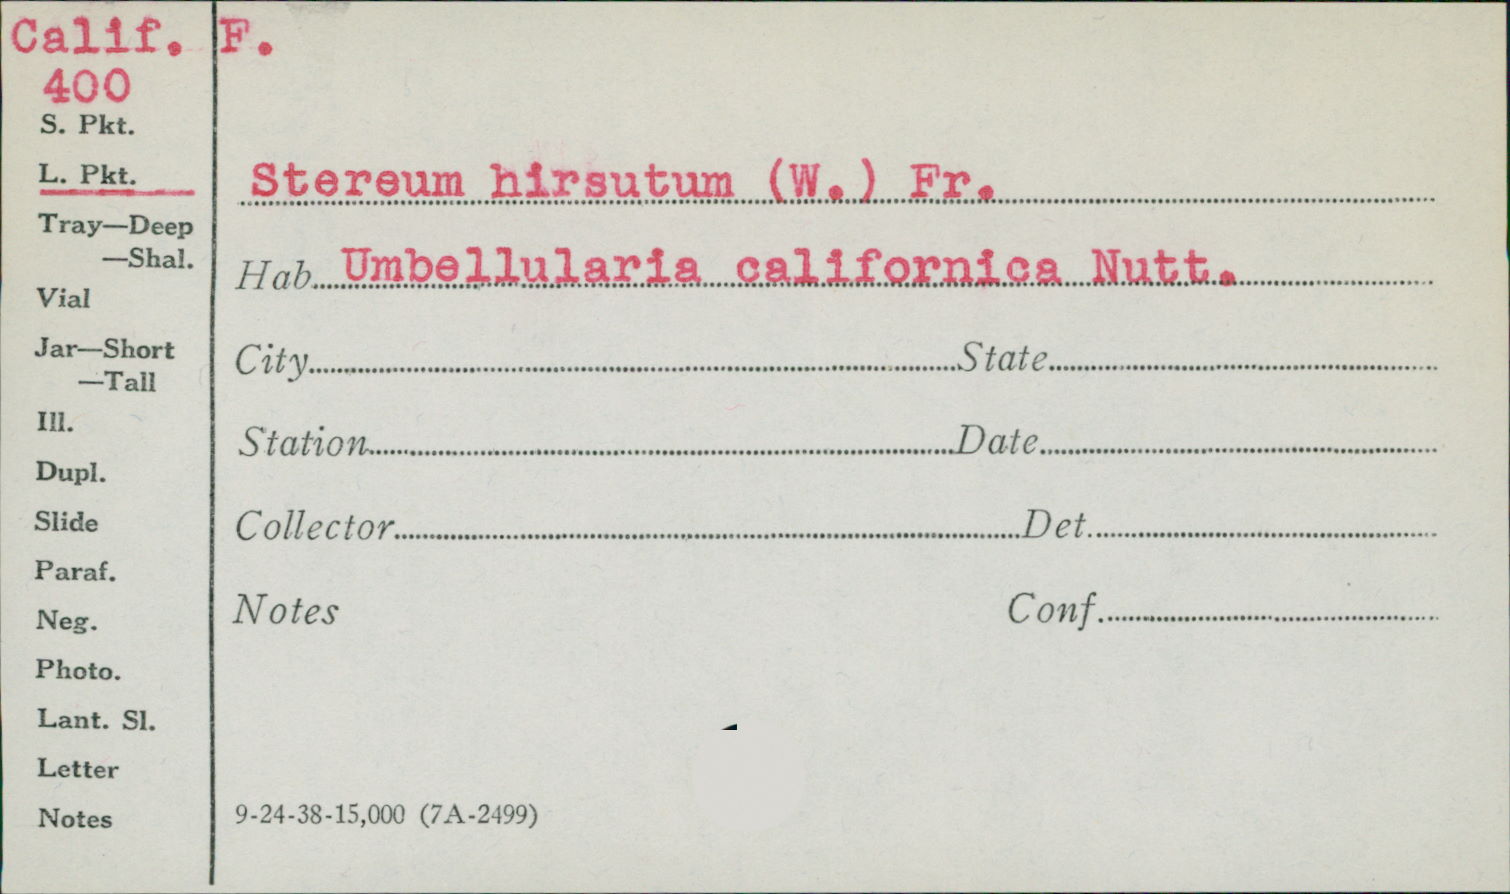 Calif. F.
400
S. Pkt.
L. Pkt.
Tray—Deep
—Shal.
Vial
Jar—Short
—Tall
Ill.
Dupl.
Slide
Paraf.
Neg.
Photo.
Lant. Sl.
Letter
Notes
Stereum hirsutum (W.) Fr.
Hab. Umbellularia californica Nutt.
City State
Station Date
Collector Det.
Notes Conf.
9-24-38-15,000 (7A-2499)